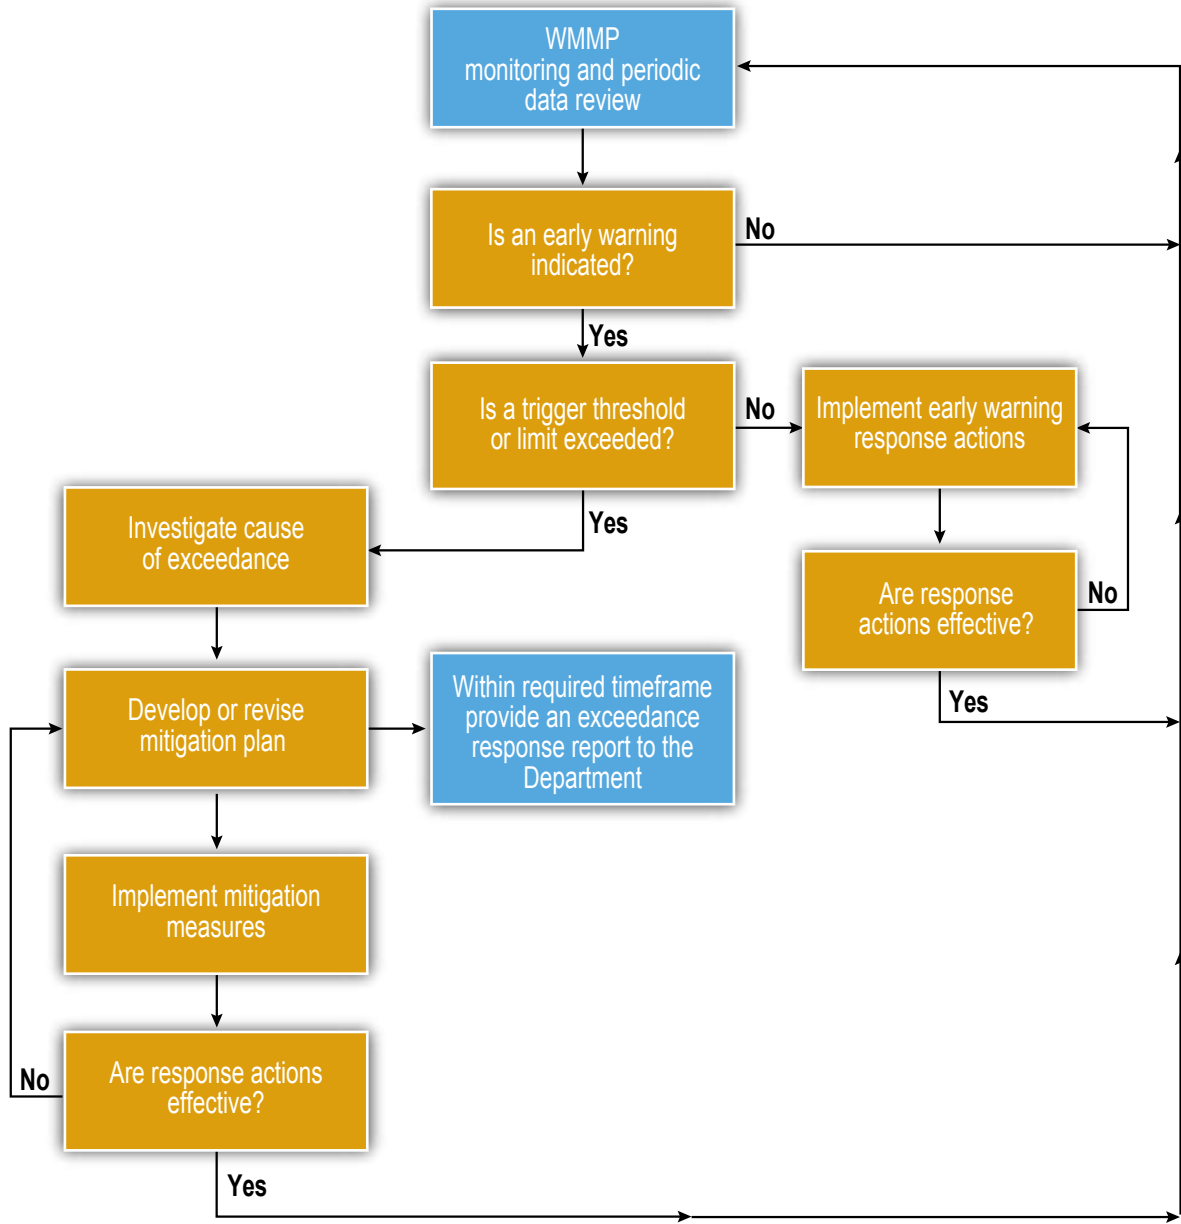 WMMP
monitoring and periodic
data review
Is an early warning
indicated?
No
Yes
Is a trigger threshold
or limit exceeded?
No
Implement early warning
response actions
Yes
Investigate cause
of exceedance
Are response
actions effective?
No
Yes
Develop or revise
mitigation plan
Within required timeframe
provide an exceedance
response report to the
Department
Implement mitigation
measures
Are response actions
effective?
No
Yes